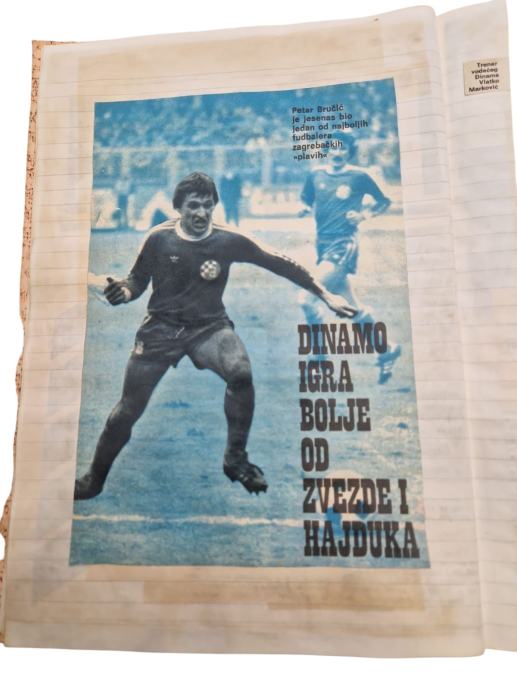 Petar Bručić
je jesenas bio
jedan od najboljih
fudbalera
zagrebačkih
»plavih«
DINAMO
IGRA
BOLJE
OD
ZVEZDE I
HAJDUKA
Trener
vodećeg
Dinama
Vlatko
Marković